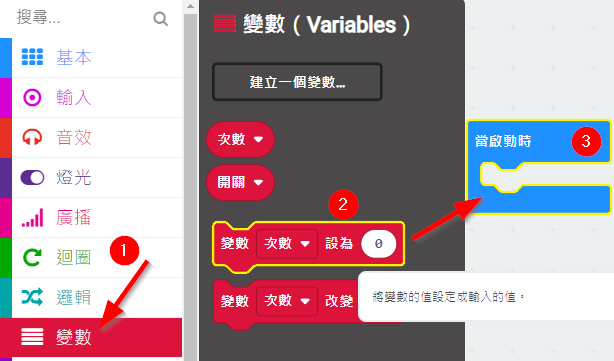 搜尋...
基本
輸入
音效
燈光
廣播
迴圈
邏輯
變數
1
變數（Variables）
建立一個變數...
次數
開關
2
變數 次數 設為 0
變數 次數 改變
將變數的值設定成輸入的值。
當啟動時
3